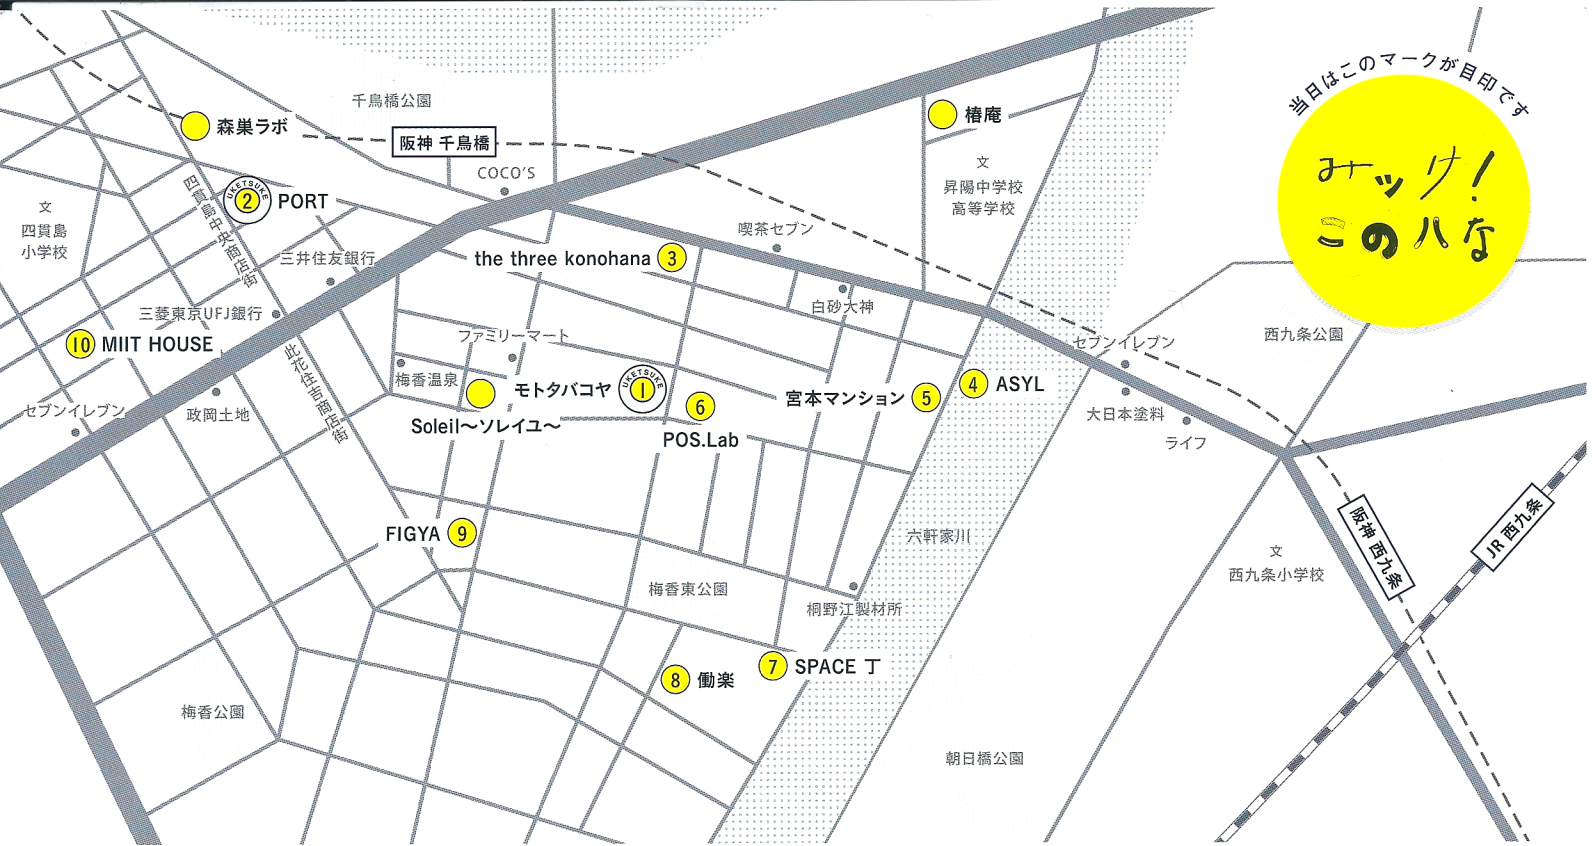 当日はこのマークが目印です
みッけ！
このハな
千鳥橋公園
森巣ラボ
阪神 千鳥橋
COCO'S
椿庵
文
昇陽中学校
高等学校
四貫島中央商店街
UKETSUKE
2
PORT
文
四貫島
小学校
三井住友銀行
the three konohana
3
喫茶セブン
白砂大神
三菱東京UFJ銀行
10
MIIT HOUSE
此花住吉商店街
ファミリーマート
梅香温泉
モトタバコヤ
UKETSUKE
1
Soleil〜ソレイユ〜
6
POS.Lab
宮本マンション
5
4
ASYL
セブンイレブン
大日本塗料
ライフ
西九条公園
セブンイレブン
政岡土地
FIGYA
9
六軒家川
梅香東公園
桐野江製材所
文
西九条小学校
阪神 西九条
JR 西九条
7
SPACE 丁
8
働楽
梅香公園
朝日橋公園